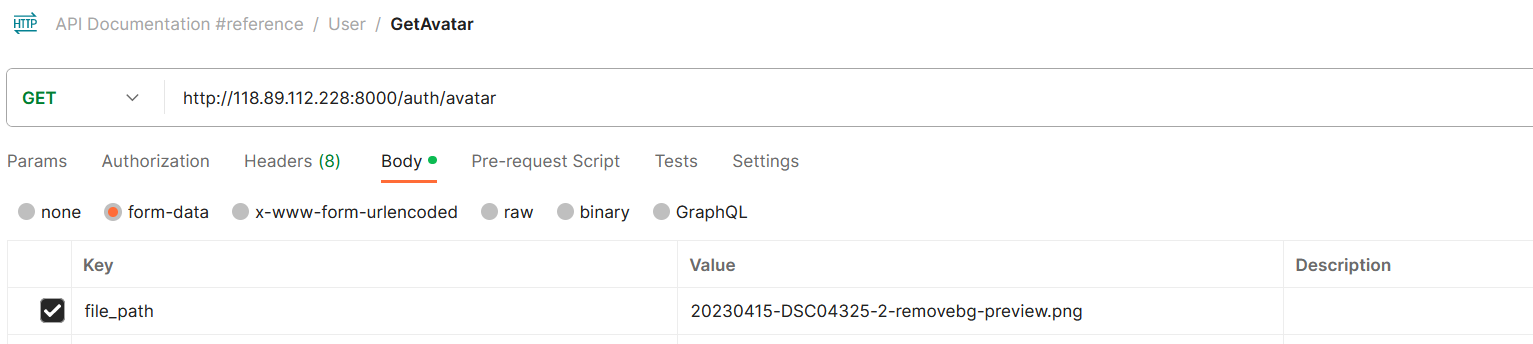 HTTP API Documentation #reference / User / GetAvatar
GET http://118.89.112.228:8000/auth/avatar
Params Authorization Headers (8) Body Pre-request Script Tests Settings
none form-data x-www-form-urlencoded raw binary GraphQL
Key Value Description
file_path 20230415-DSC04325-2-removebg-preview.png